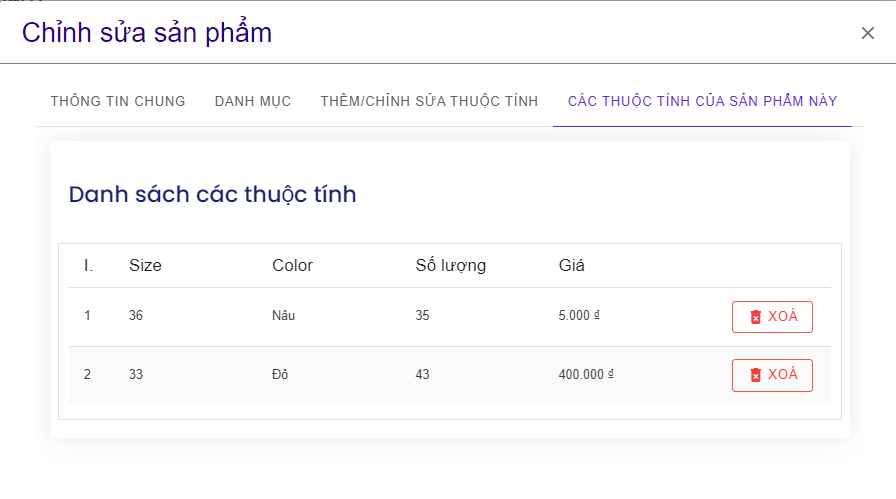 Chỉnh sửa sản phẩm
THÔNG TIN CHUNG DANH MỤC THÊM/CHỈNH SỬA THUỘC TÍNH CÁC THUỘC TÍNH CỦA SẢN PHẨM NÀY
Danh sách các thuộc tính
I. Size Color Số lượng Giá
1 36 Nâu 35 5.000 ₫ XOÁ
2 33 Đỏ 43 400.000 ₫ XOÁ